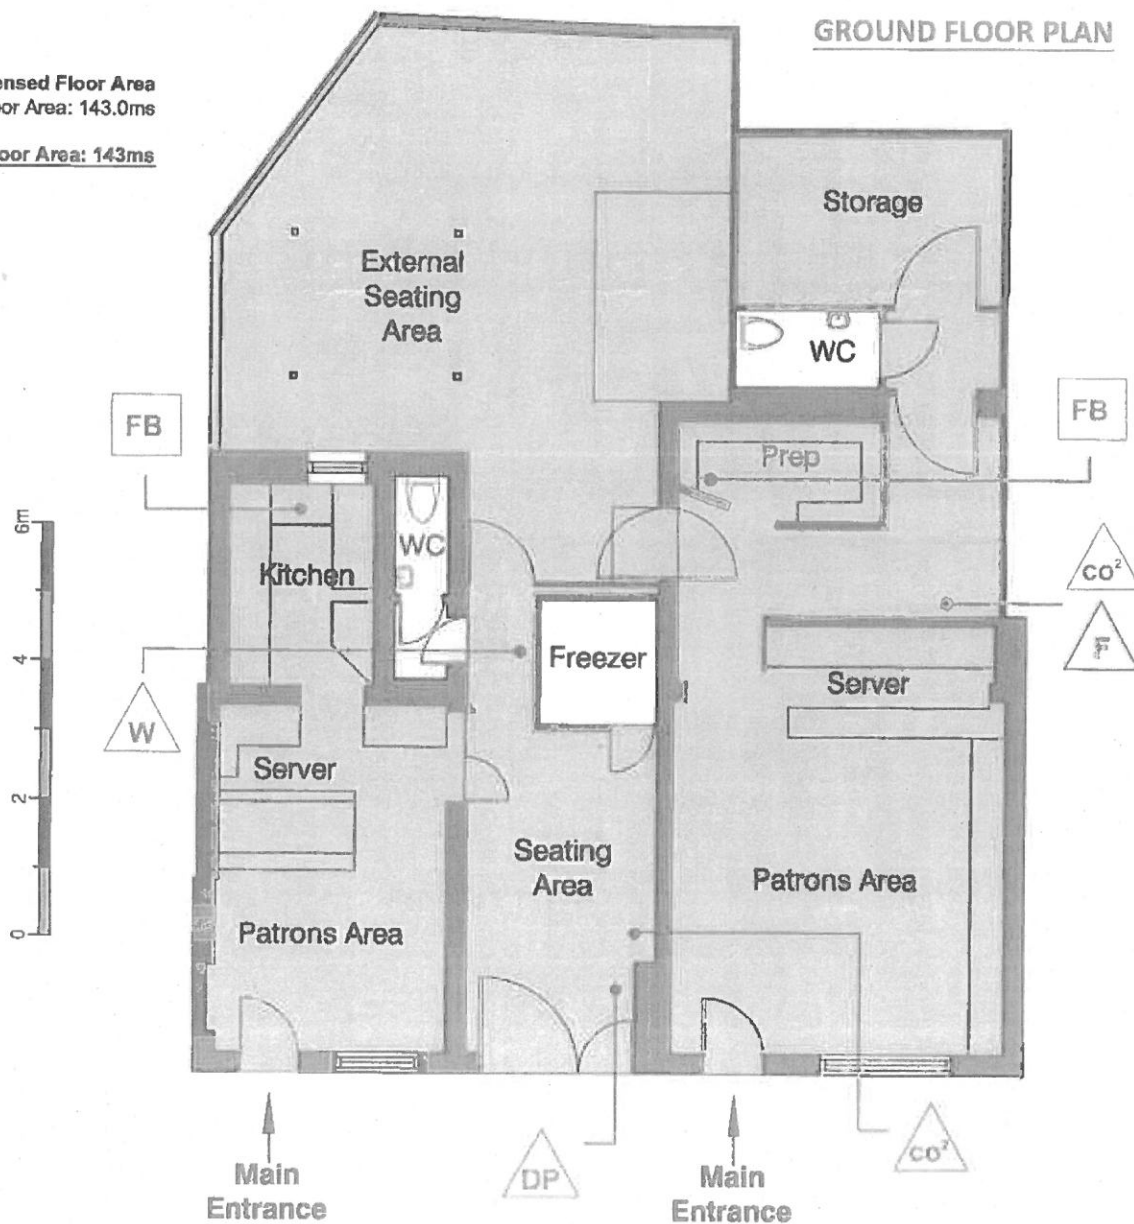 GROUND FLOOR PLAN
ensed Floor Area
or Area: 143.0ms
oor Area: 143ms
Storage
External
Seating
Area
WC
FB
FB
Prep
6m
WC
Kitchen
CO²
Freezer
F
4
Server
W
Server
2
Seating
Area
Patrons Area
Patrons Area
0
CO²
DP
Main
Entrance
Main
Entrance